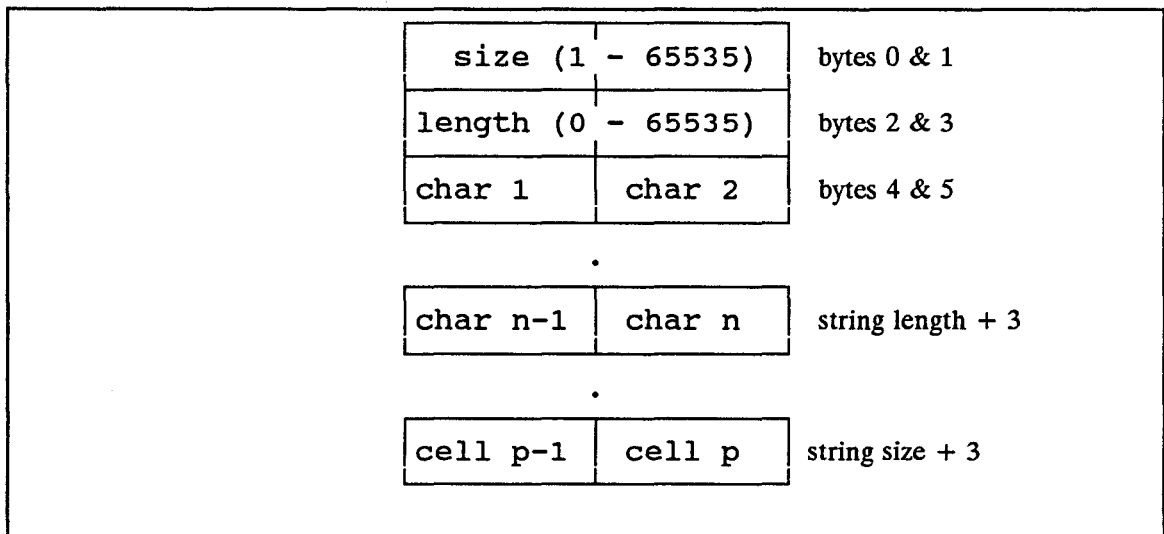 size (1 - 65535) bytes 0 & 1
length (0 - 65535) bytes 2 & 3
char 1 char 2 bytes 4 & 5
.
char n-1 char n string length + 3
.
cell p-1 cell p string size + 3